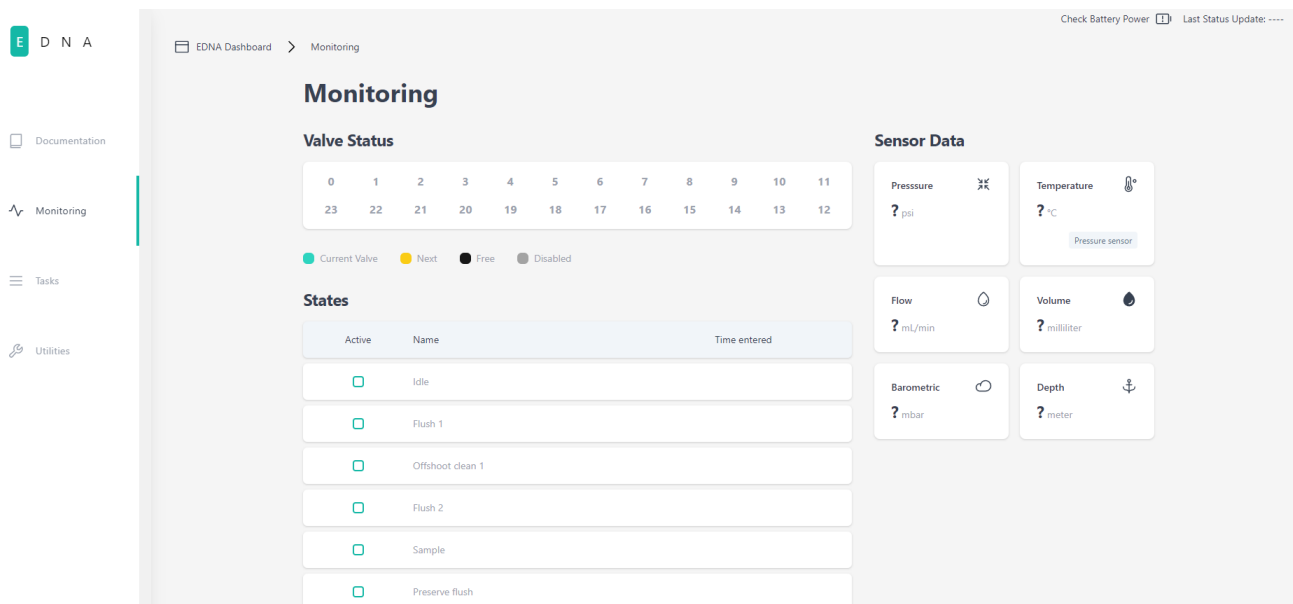 Check Battery Power Last Status Update: ----
E D N A
EDNA Dashboard > Monitoring
Documentation
Monitoring
Tasks
Utilities
Monitoring
Valve Status
0 1 2 3 4 5 6 7 8 9 10 11
23 22 21 20 19 18 17 16 15 14 13 12
Current Valve Next Free Disabled
States
Active Name Time entered
Idle
Flush 1
Offshoot clean 1
Flush 2
Sample
Preserve flush
Sensor Data
Presssure
? psi
Temperature
? °C
Pressure sensor
Flow
? mL/min
Volume
? milliliter
Barometric
? mbar
Depth
? meter